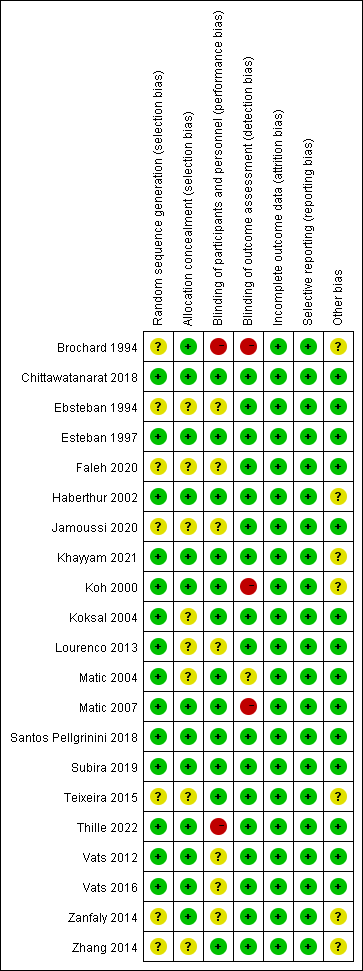 Random sequence generation (selection bias)
Allocation concealment (selection bias)
Blinding of participants and personnel (performance bias)
Blinding of outcome assessment (detection bias)
Incomplete outcome data (attrition bias)
Selective reporting (reporting bias)
Other bias
Brochard 1994 ? + - - + + ?
Chittawatanarat 2018 + + + + + + +
Ebsteban 1994 ? ? ? + + + +
Esteban 1997 + + + + + + +
Faleh 2020 ? ? ? + + + +
Haberthur 2002 + + + + + + ?
Jamoussi 2020 ? ? ? + + + +
Khayyam 2021 + + + + + + ?
Koh 2000 + + + - + + ?
Koksal 2004 + ? + + + + +
Lourenco 2013 + ? ? + + + +
Matic 2004 + ? + ? + + +
Matic 2007 + + + - + + +
Santos Pellgrinini 2018 + + + + + + +
Subira 2019 + + + + + + +
Teixeira 2015 ? ? + + + + ?
Thille 2022 + + - + + + +
Vats 2012 + + ? + + + +
Vats 2016 + + ? + + + +
Zanfaly 2014 ? + ? + + + ?
Zhang 2014 ? ? + + + + ?